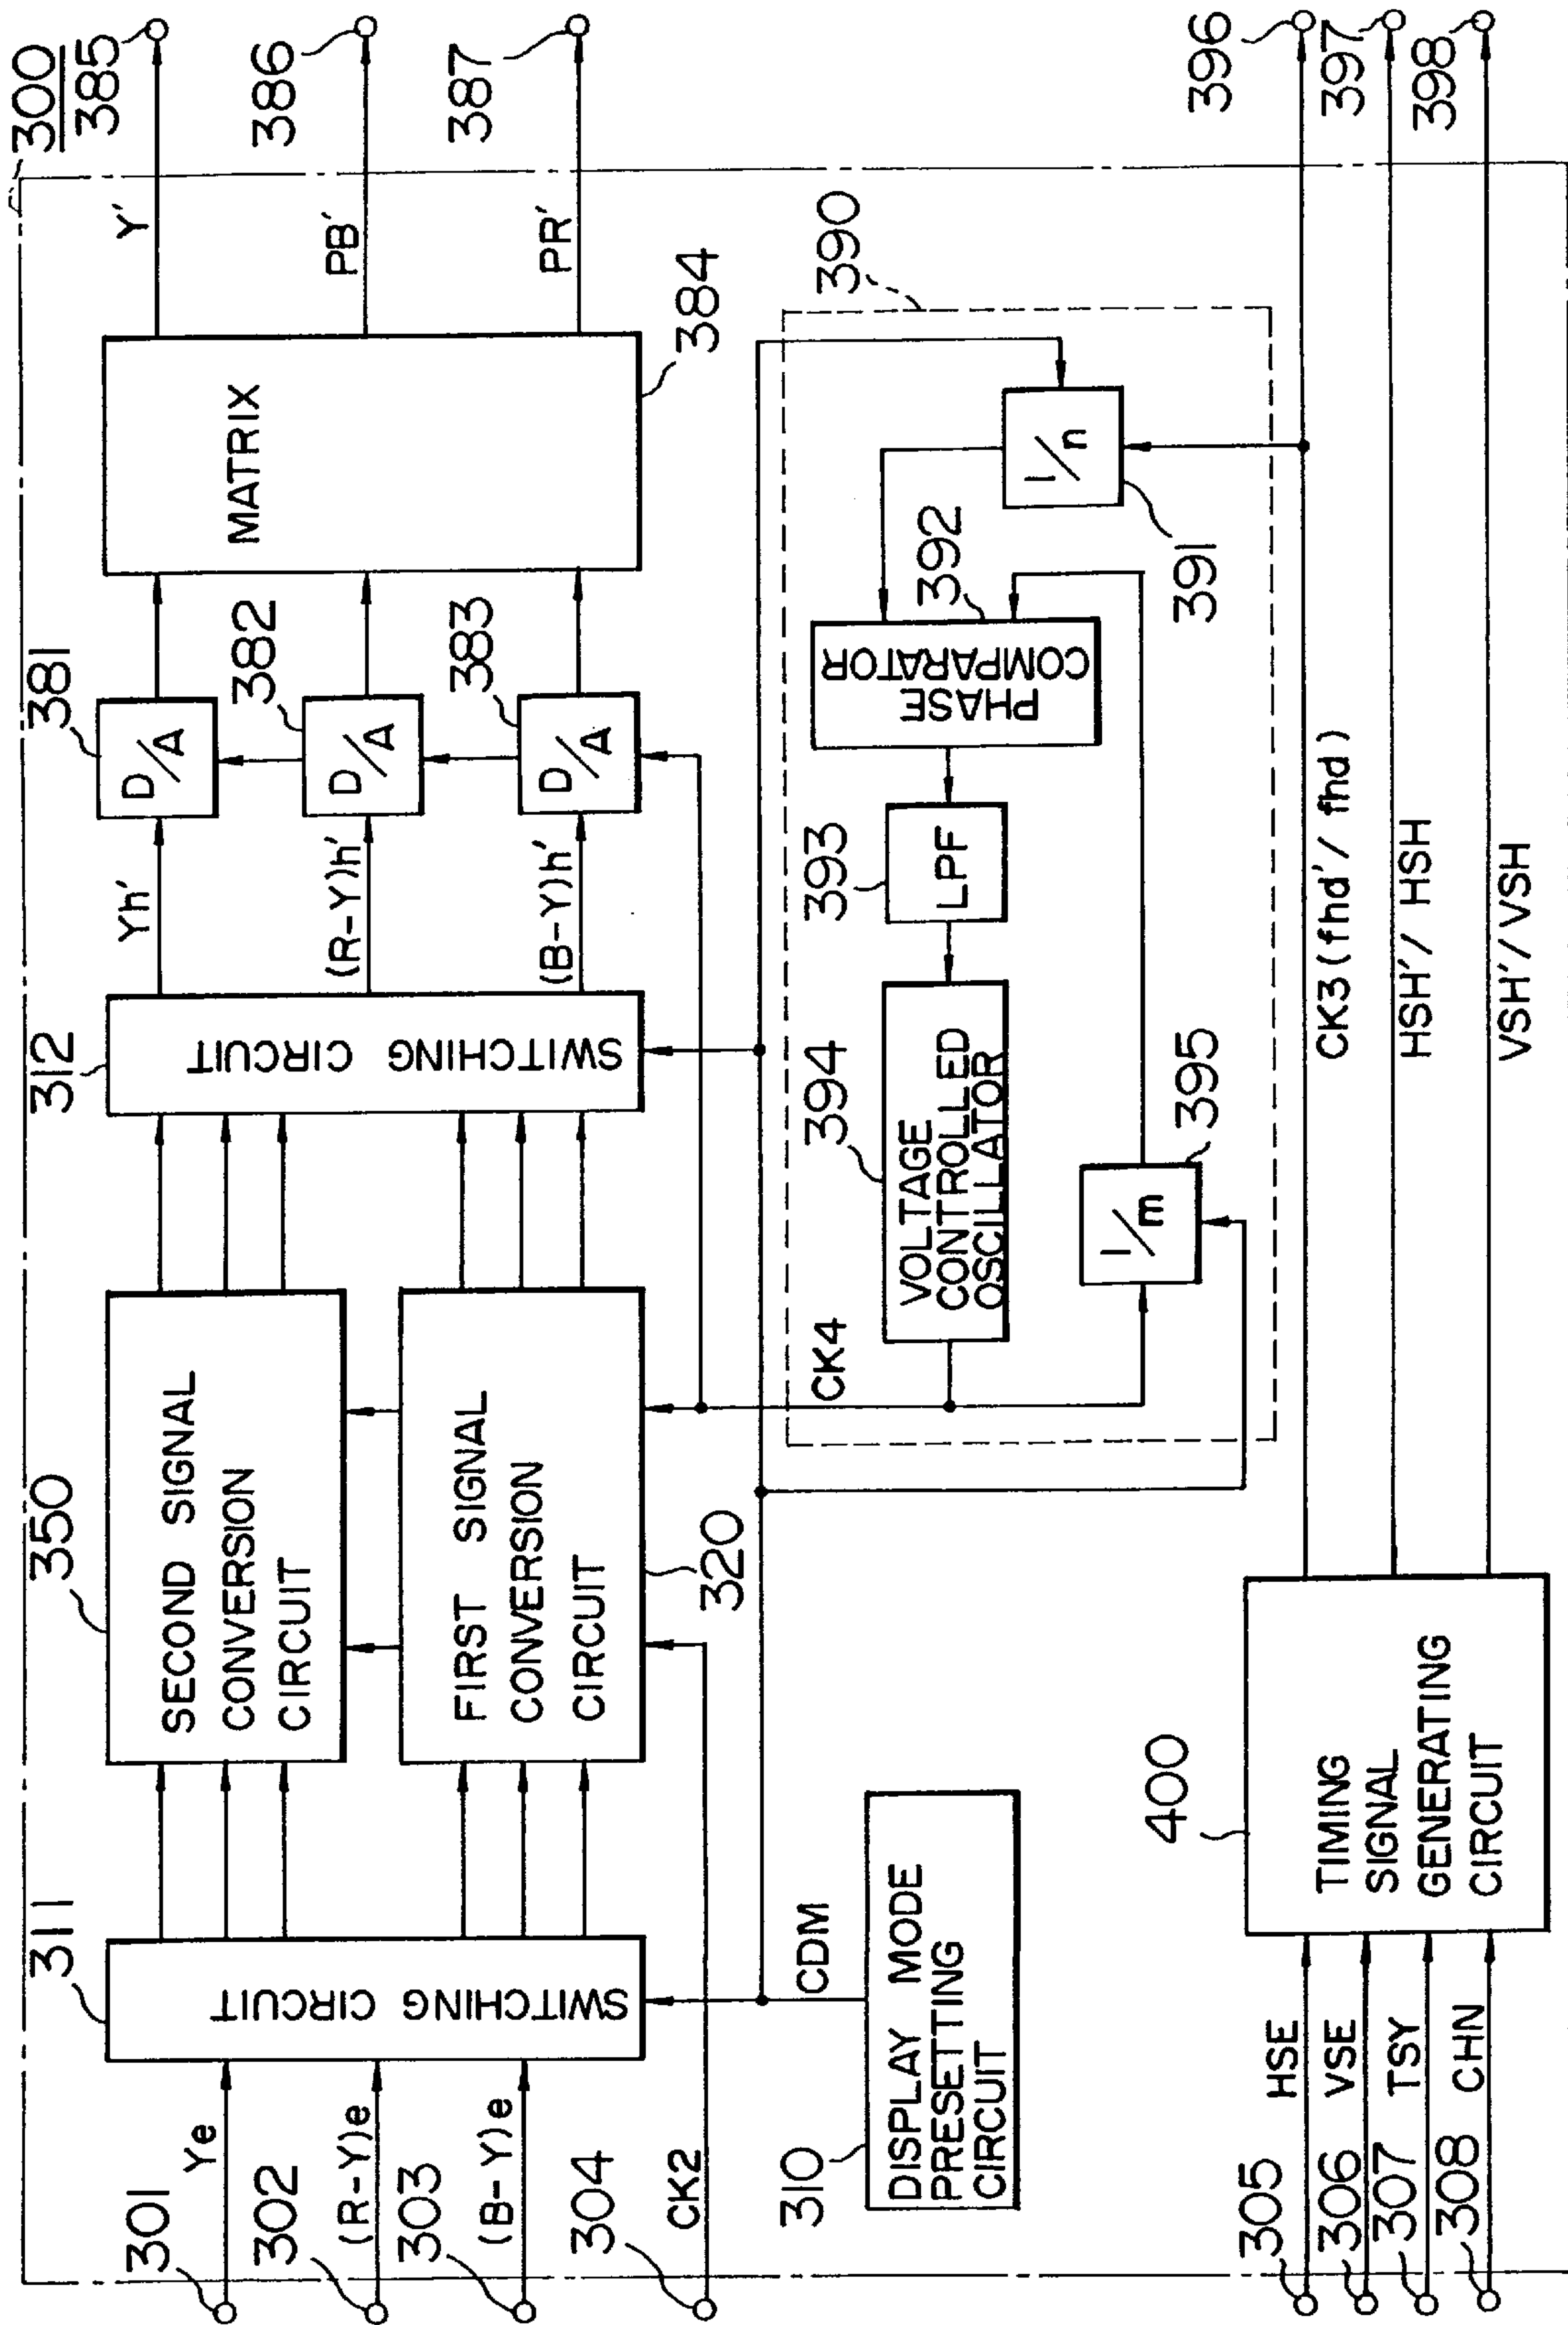 300
301
Ye
302
(R-Y)e
303
(B-Y)e
304
CK2
311
SWITCHING CIRCUIT
350
SECOND SIGNAL
CONVERSION
CIRCUIT
FIRST SIGNAL
CONVERSION
CIRCUIT
320
312
SWITCHING CIRCUIT
Yh'
(R-Y)h'
(B-Y)h'
381
D/A
382
D/A
383
D/A
MATRIX
384
Y'
385
PB'
386
PR'
387
310
DISPLAY MODE
PRESETTING
CIRCUIT
CDM
CK4
390
394
VOLTAGE
CONTROLLED
OSCILLATOR
393
LPF
392
PHASE
COMPARATOR
1/n
391
1/m
395
305
HSE
306
VSE
307
TSY
308
CHN
400
TIMING
SIGNAL
GENERATING
CIRCUIT
CK3(fhd'/fhd)
396
HSH'/HSH
397
VSH'/VSH
398